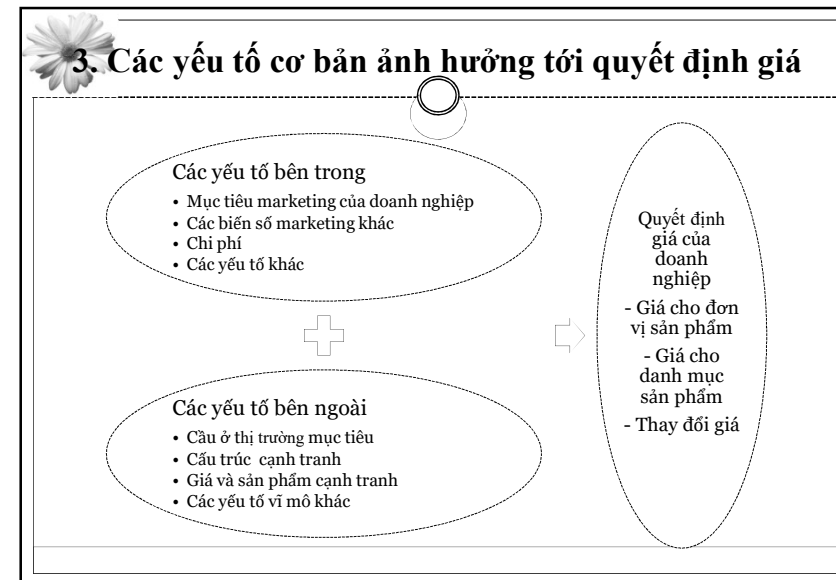 3. Các yếu tố cơ bản ảnh hưởng tới quyết định giá
Các yếu tố bên trong
• Mục tiêu marketing của doanh nghiệp
• Các biến số marketing khác
• Chi phí
• Các yếu tố khác
Các yếu tố bên ngoài
• Cầu ở thị trường mục tiêu
• Cấu trúc cạnh tranh
• Giá và sản phẩm cạnh tranh
• Các yếu tố vĩ mô khác
Quyết định
giá của
doanh
nghiệp
- Giá cho đơn
vị sản phẩm
- Giá cho
danh mục
sản phẩm
- Thay đổi giá